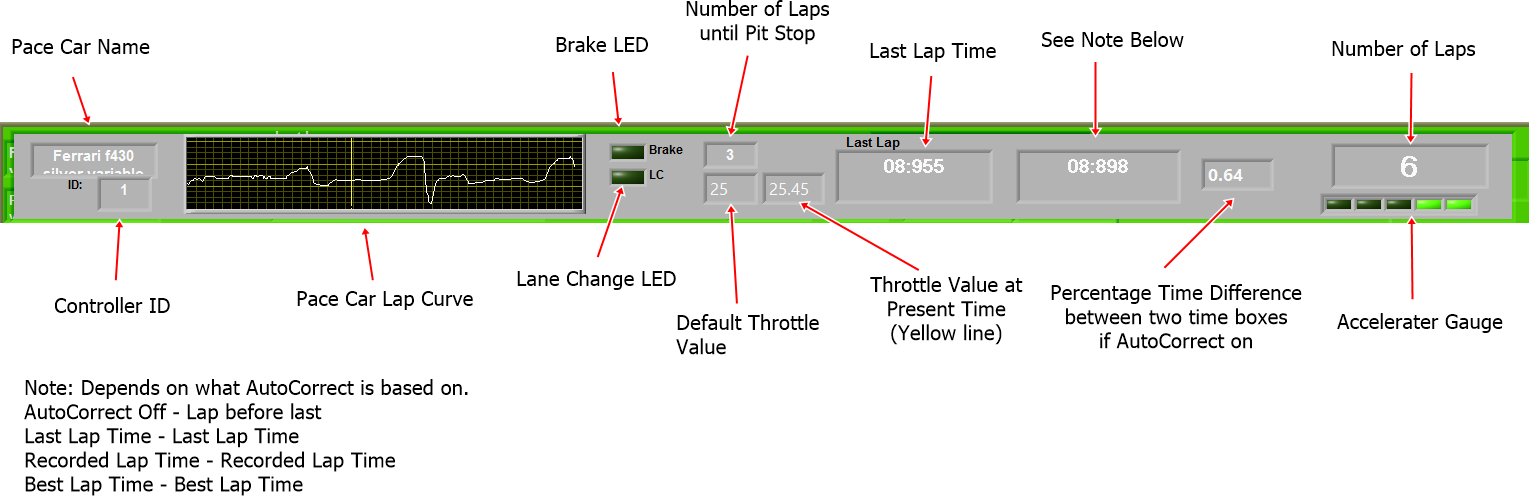 Number of Laps
until Pit Stop
Pace Car Name
Brake LED
Last Lap Time
See Note Below
Number of Laps
Ferrari f430
silver variable
ID:
1
Brake
LC
3
25
25.45
Last Lap
08:955
08:898
0.64
6
Controller ID
Pace Car Lap Curve
Lane Change LED
Default Throttle
Value
Throttle Value at
Present Time
(Yellow line)
Percentage Time Difference
between two time boxes
if AutoCorrect on
Accelerater Gauge
Note: Depends on what AutoCorrect is based on.
AutoCorrect Off - Lap before last
Last Lap Time - Last Lap Time
Recorded Lap Time - Recorded Lap Time
Best Lap Time - Best Lap Time